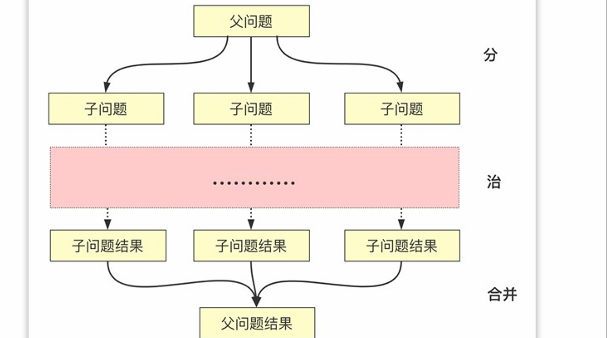 父问题
分
子问题 子问题 子问题
............
治
子问题结果 子问题结果 子问题结果
合并
父问题结果